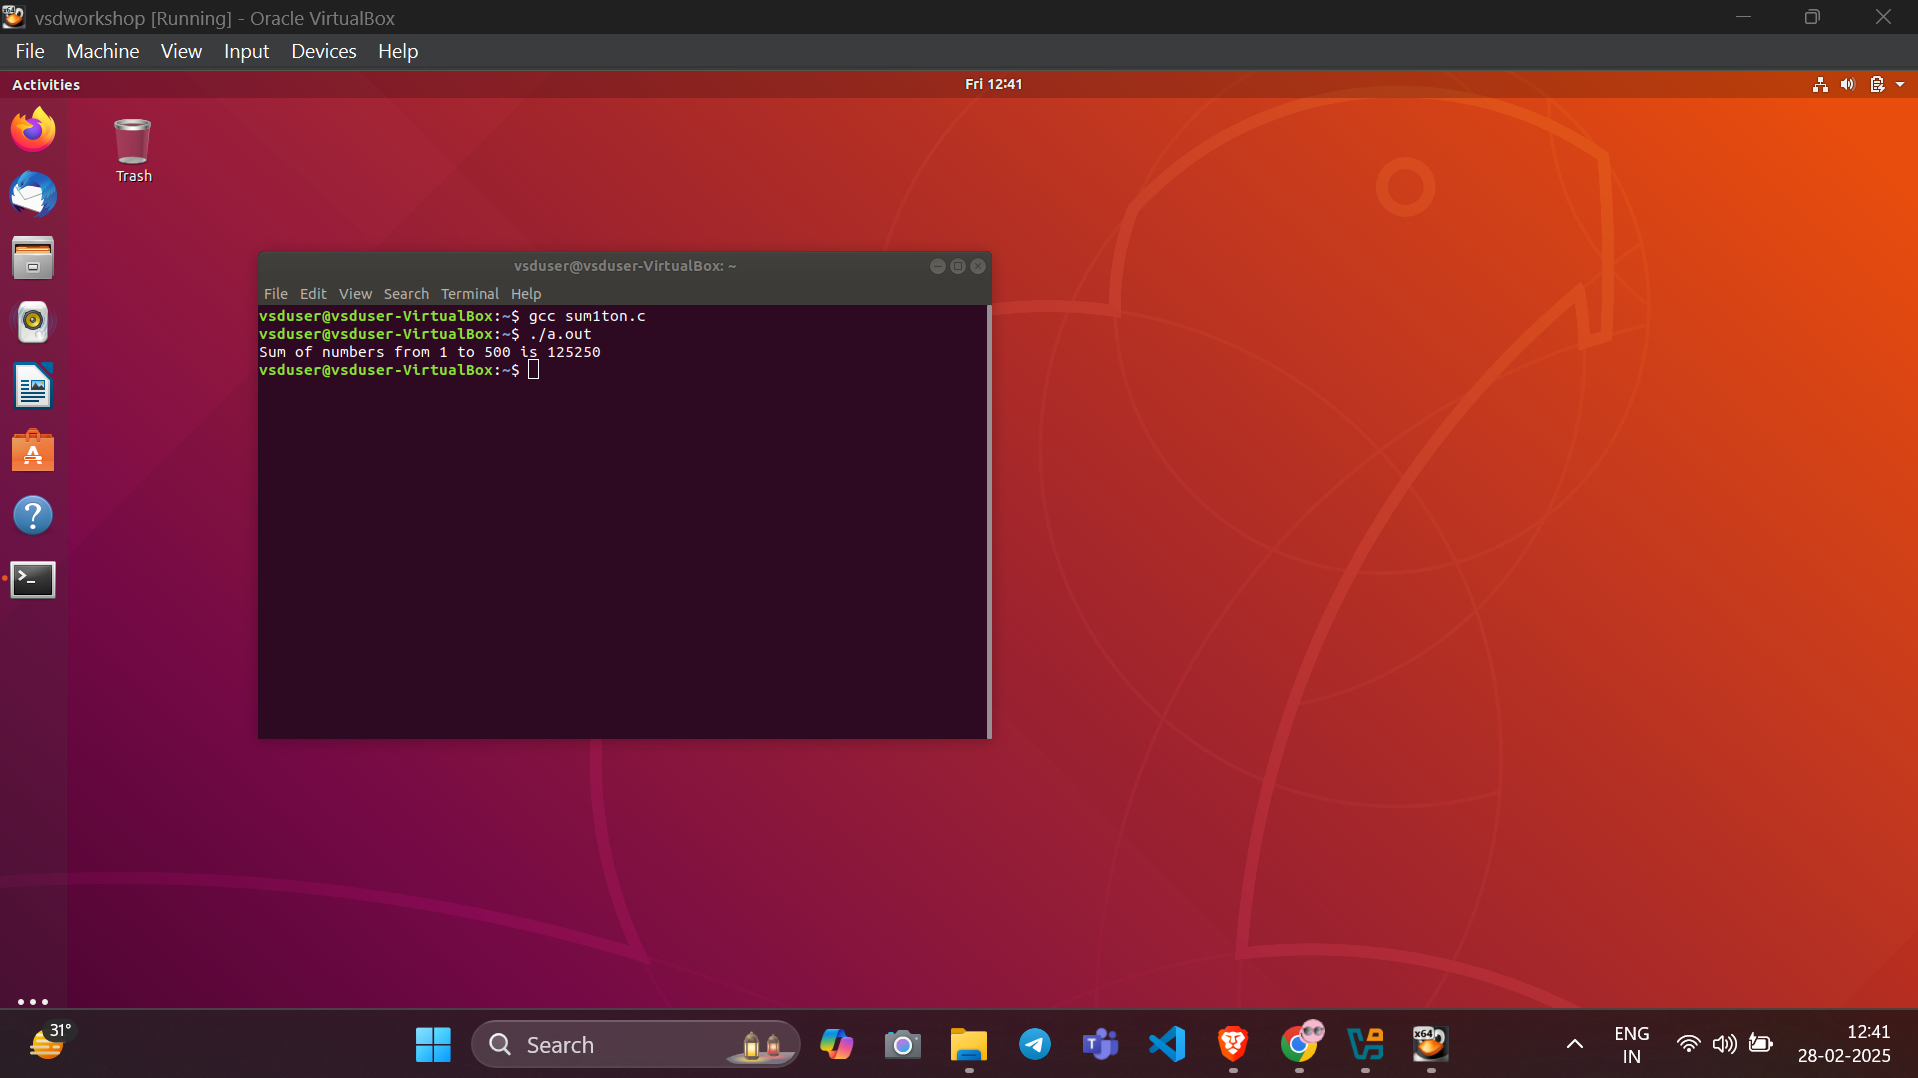 vsdworkshop [Running] - Oracle VirtualBox
File Machine View Input Devices Help
Activities
Fri 12:41
Trash
vsduser@vsduser-VirtualBox: ~
File Edit View Search Terminal Help
vsduser@vsduser-VirtualBox:~$ gcc sum1ton.c
vsduser@vsduser-VirtualBox:~$ ./a.out
Sum of numbers from 1 to 500 is 125250
vsduser@vsduser-VirtualBox:~$
31°
Search
x64
ENG
IN
12:41
28-02-2025